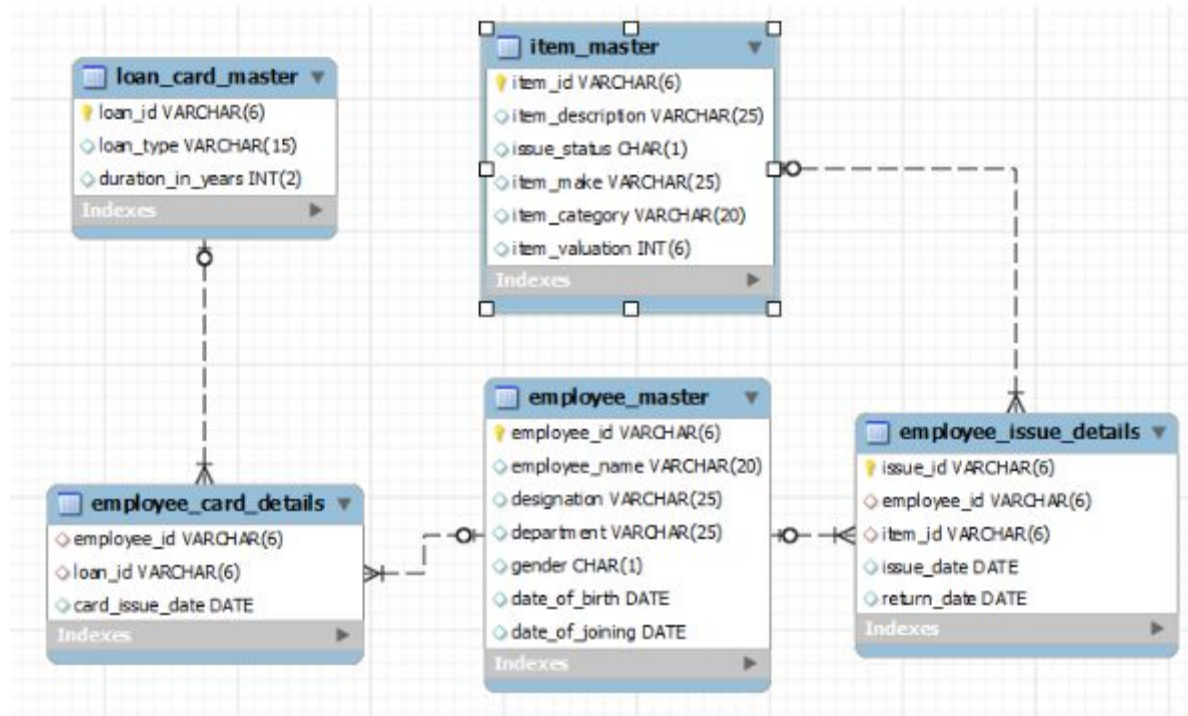 loan_card_master
loan_id VARCHAR(6)
loan_type VARCHAR(15)
duration_in_years INT(2)
Indexes
item_master
item_id VARCHAR(6)
item_description VARCHAR(25)
issue_status CHAR(1)
item_make VARCHAR(25)
item_category VARCHAR(20)
item_valuation INT(6)
Indexes
employee_card_details
employee_id VARCHAR(6)
loan_id VARCHAR(6)
card_issue_date DATE
Indexes
employee_master
employee_id VARCHAR(6)
employee_name VARCHAR(20)
designation VARCHAR(25)
department VARCHAR(25)
gender CHAR(1)
date_of_birth DATE
date_of_joining DATE
Indexes
employee_issue_details
issue_id VARCHAR(6)
employee_id VARCHAR(6)
item_id VARCHAR(6)
issue_date DATE
return_date DATE
Indexes